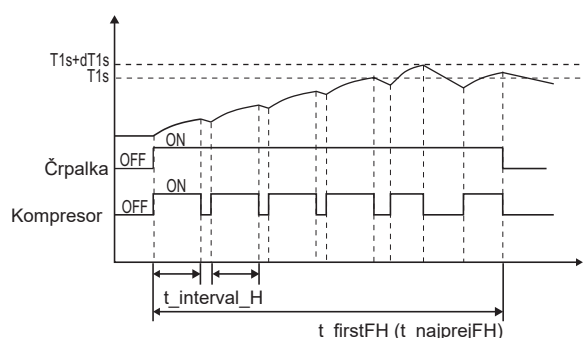 T1s+dT1s
T1s
ON
OFF
Črpalka
ON
OFF
Kompresor
t_interval_H
t_firstFH (t_najprejFH)